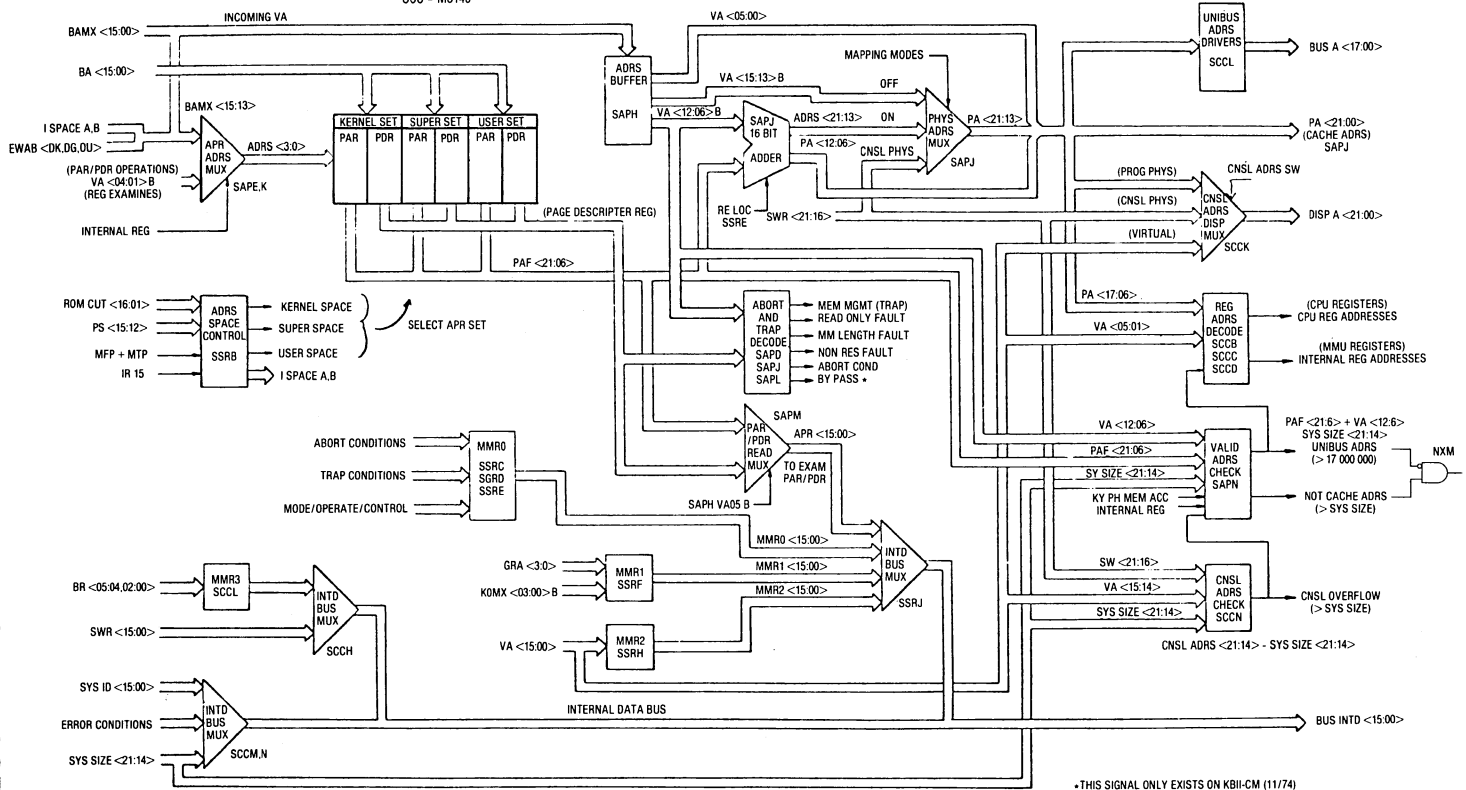 INCOMING VA
BAMX <15:00>
BA <15:00>
BAMX <15:13>
I SPACE A,B
EWAB <DK,DG,OU>
(PAR/PDR OPERATIONS)
VA <04:01> B
(REG EXAMINES)
APR
ADRS
MUX
SAPE,K
ADRS <3:0>
INTERNAL REG
KERNEL SET
SUPER SET
USER SET
PAR
PDR
PAR
PDR
PAR
PDR
(PAGE DESCRIPTER REG)
PAF <21:06>
ROM CUT <16:01>
PS <15:12>
MFP + MTP
IR 15
ADRS
SPACE
CONTROL
SSRB
KERNEL SPACE
SUPER SPACE
USER SPACE
I SPACE A,B
SELECT APR SET
ADRS
BUFFER
SAPH
VA <05:00>
VA <15:13> B
VA <12:06> B
MAPPING MODES
OFF
ON
SAPJ
16 BIT
ADDER
ADRS <21:13>
PA <12:06>
CNSL PHYS
PHYS
ADRS
MUX
SAPJ
PA <21:13>
RE LOC
SSRE
SWR <21:16>
UNIBUS
ADRS
DRIVERS
SCCL
BUS A <17:00>
PA <21:00>
(CACHE ADRS)
SAPJ
CNSL ADRS SW
(PROG PHYS)
(CNSL PHYS)
(VIRTUAL)
CNSL
ADRS
DISP
MUX
SCCK
DISP A <21:00>
ABORT
AND
TRAP
DECODE
SAPD
SAPJ
SAPL
MEM MGMT (TRAP)
READ ONLY FAULT
MM LENGTH FAULT
NON RES FAULT
ABORT COND
BY PASS *
PA <17:06>
VA <05:01>
REG
ADRS
DECODE
SCCB
SCCC
SCCD
(CPU REGISTERS)
CPU REG ADDRESSES
(MMU REGISTERS)
INTERNAL REG ADDRESSES
ABORT CONDITIONS
TRAP CONDITIONS
MODE/OPERATE/CONTROL
MMR0
SSRC
SGRD
SSRE
SAPM
PAR
/PDR
READ
MUX
APR <15:00>
TO EXAM
PAR/PDR
SAPH VA05 B
VA <12:06>
PAF <21:06>
SY SIZE <21:14>
KY PH MEM ACC
INTERNAL REG
VALID
ADRS
CHECK
SAPN
PAF <21:6> + VA <12:6>
SYS SIZE <21:14>
UNIBUS ADRS
(> 17 000 000)
NXM
NOT CACHE ADRS
(> SYS SIZE)
MMR0 <15:00>
MMR1 <15:00>
MMR2 <15:00>
GRA <3:0>
K0MX <03:00> B
MMR1
SSRF
VA <15:00>
MMR2
SSRH
INTD
BUS
MUX
SSRJ
SW <21:16>
VA <15:14>
SYS SIZE <21:14>
CNSL
ADRS
CHECK
SCCN
CNSL OVERFLOW
(> SYS SIZE)
CNSL ADRS <21:14> - SYS SIZE <21:14>
BR <05:04,02:00>
MMR3
SCCL
SWR <15:00>
INTD
BUS
MUX
SCCH
SYS ID <15:00>
ERROR CONDITIONS
SYS SIZE <21:14>
INTD
BUS
MUX
SCCM,N
INTERNAL DATA BUS
BUS INTD <15:00>
*THIS SIGNAL ONLY EXISTS ON KBII-CM (11/74)